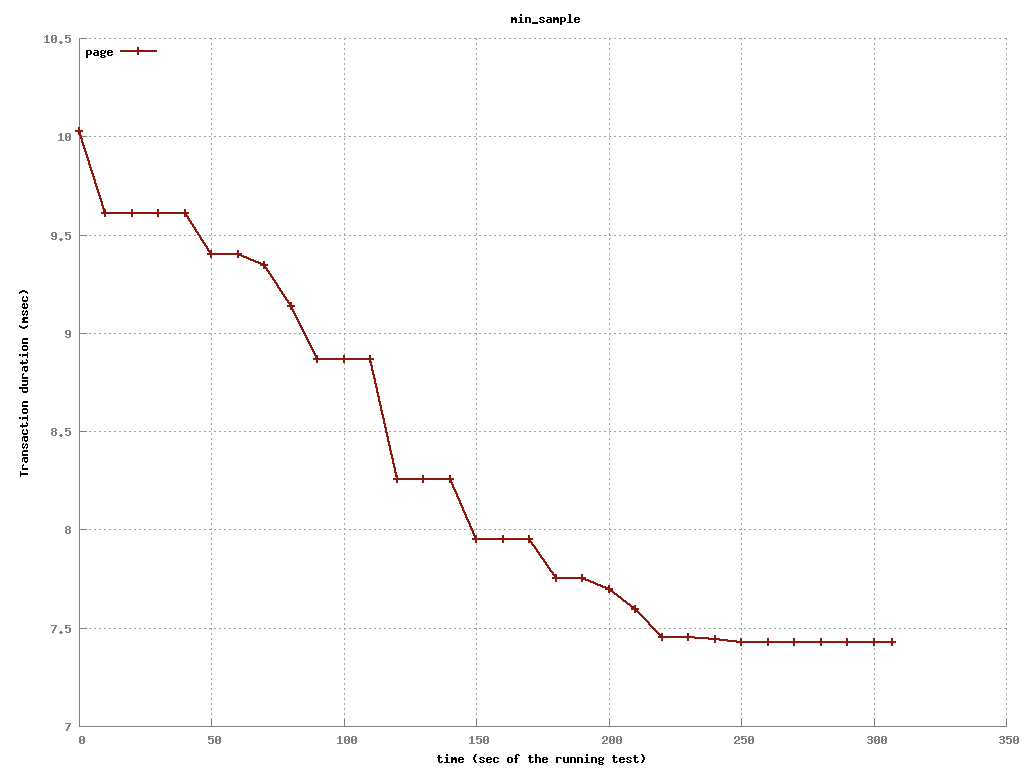 min_sample
page
10.5
10
9.5
9
8.5
8
7.5
7
Transaction duration (msec)
0 50 100 150 200 250 300 350
time (sec of the running test)